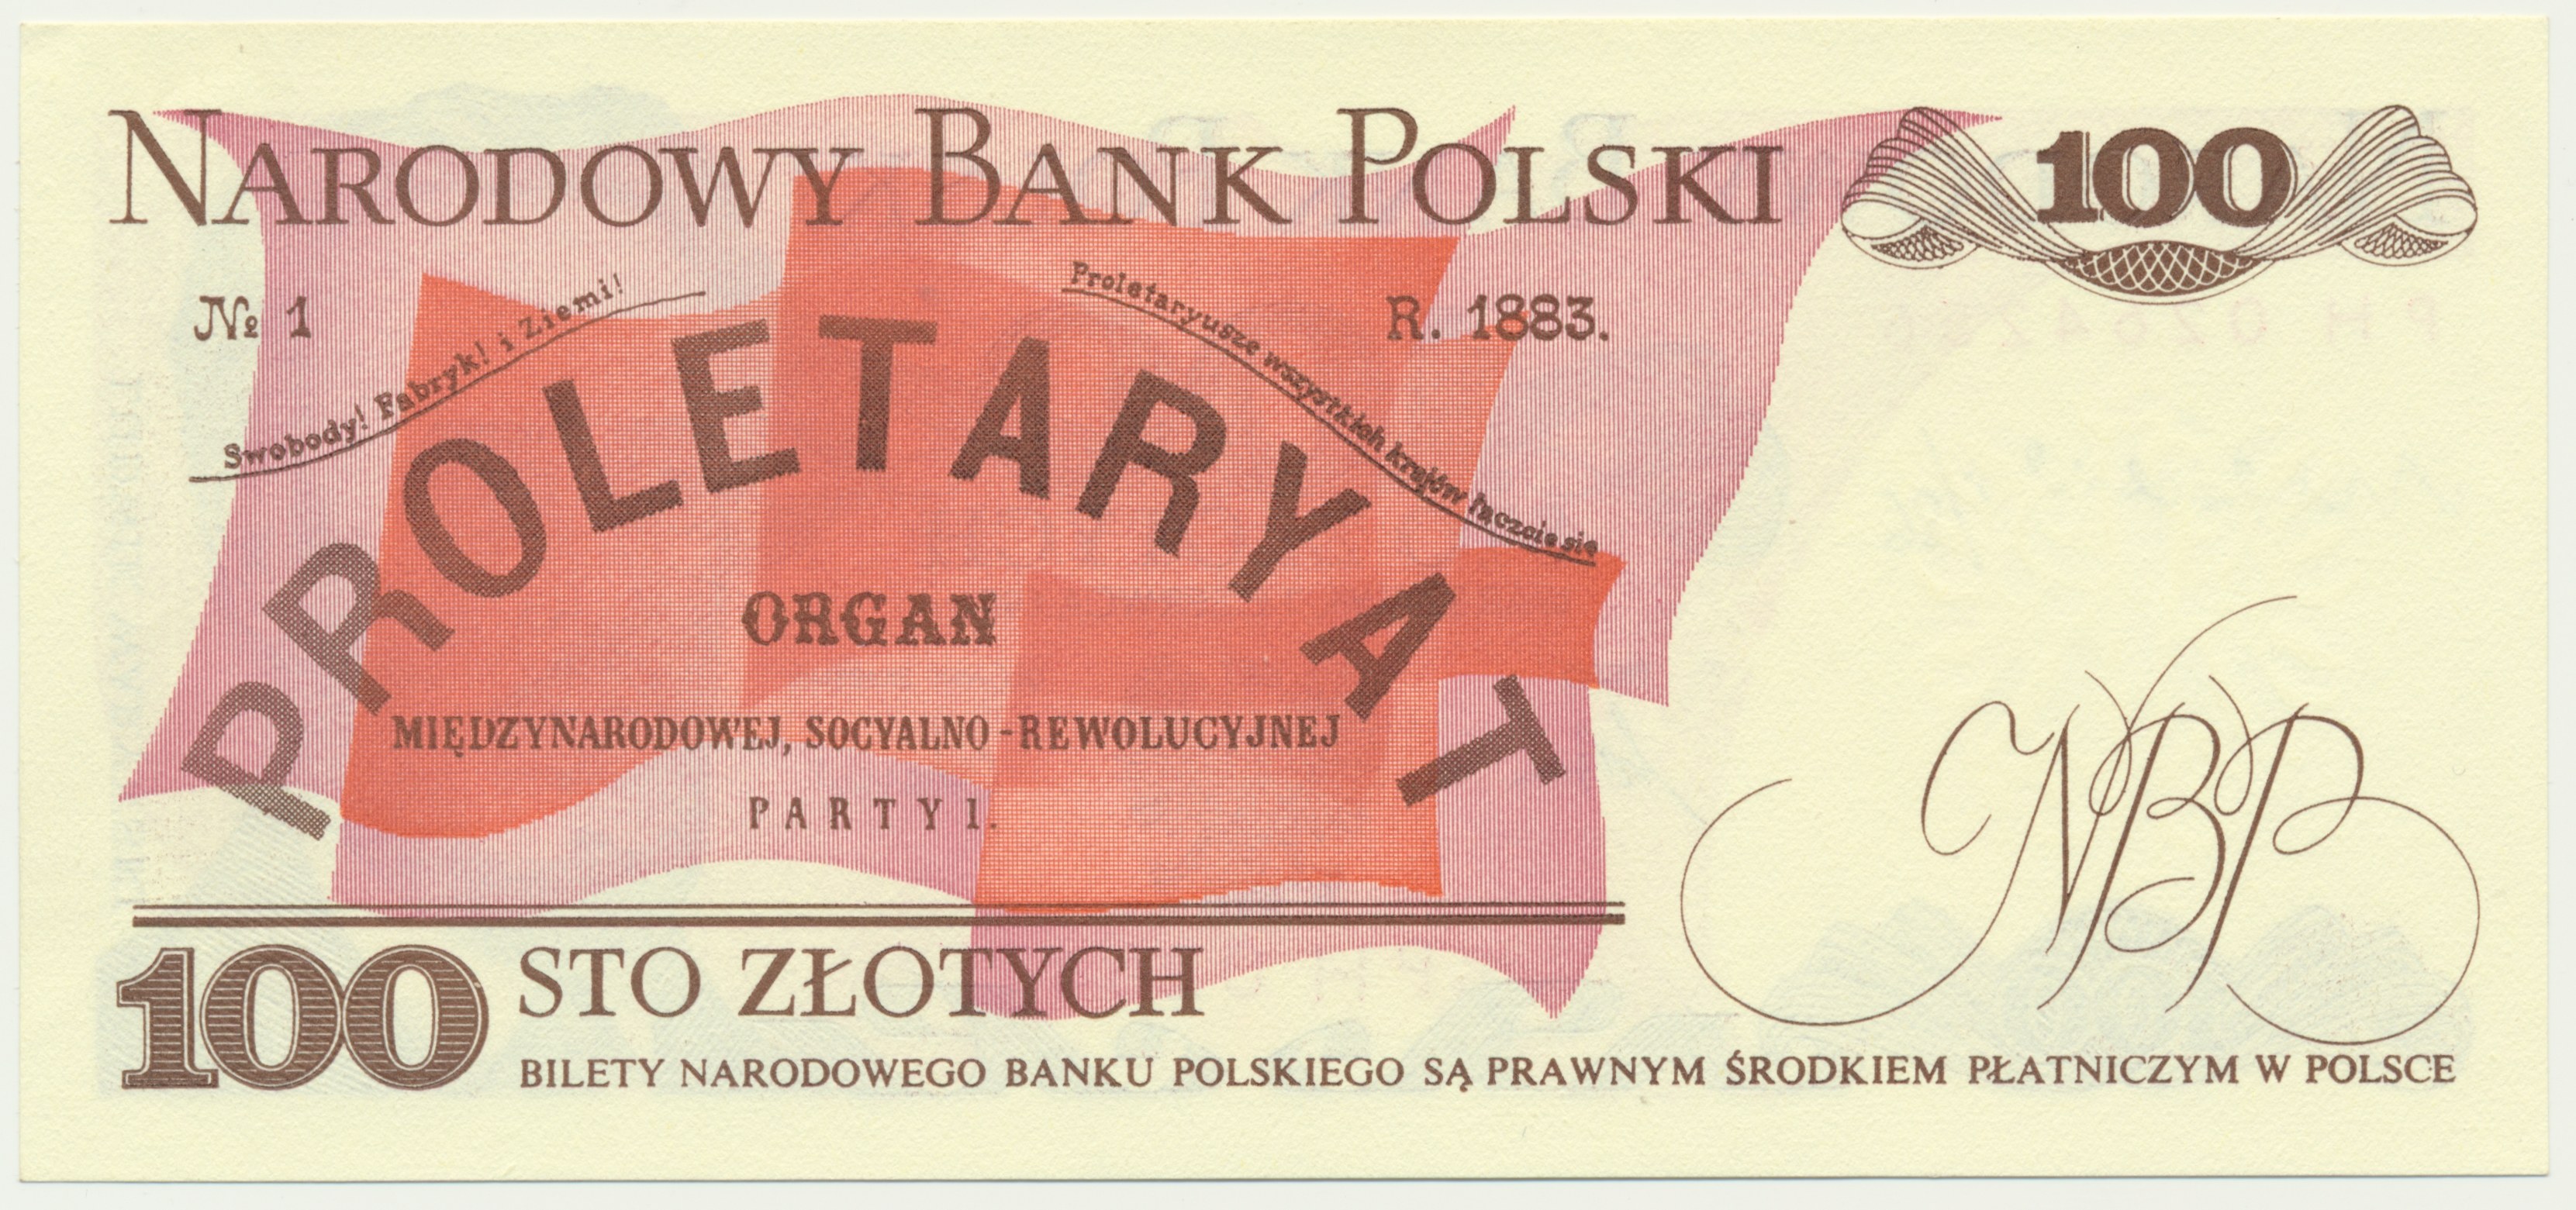 NARODOWY BANK POLSKI
100
№ 1
R. 1883.
Swobody! Fabryk! i Ziemi!
Proletaryusze wszystkich krajów łączcie się
PROLETARYAT
ORGAN
MIĘDZYNARODOWEJ, SOCYALNO-REWOLUCYJNEJ
PARTYI.
NBP
100 STO ZŁOTYCH
BILETY NARODOWEGO BANKU POLSKIEGO SĄ PRAWNYM ŚRODKIEM PŁATNICZYM W POLSCE